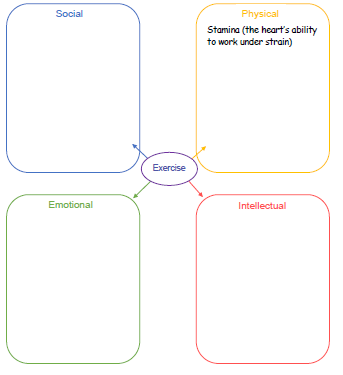 Social
Physical
Stamina (the heart's ability
to work under strain)
Exercise
Emotional
Intellectual